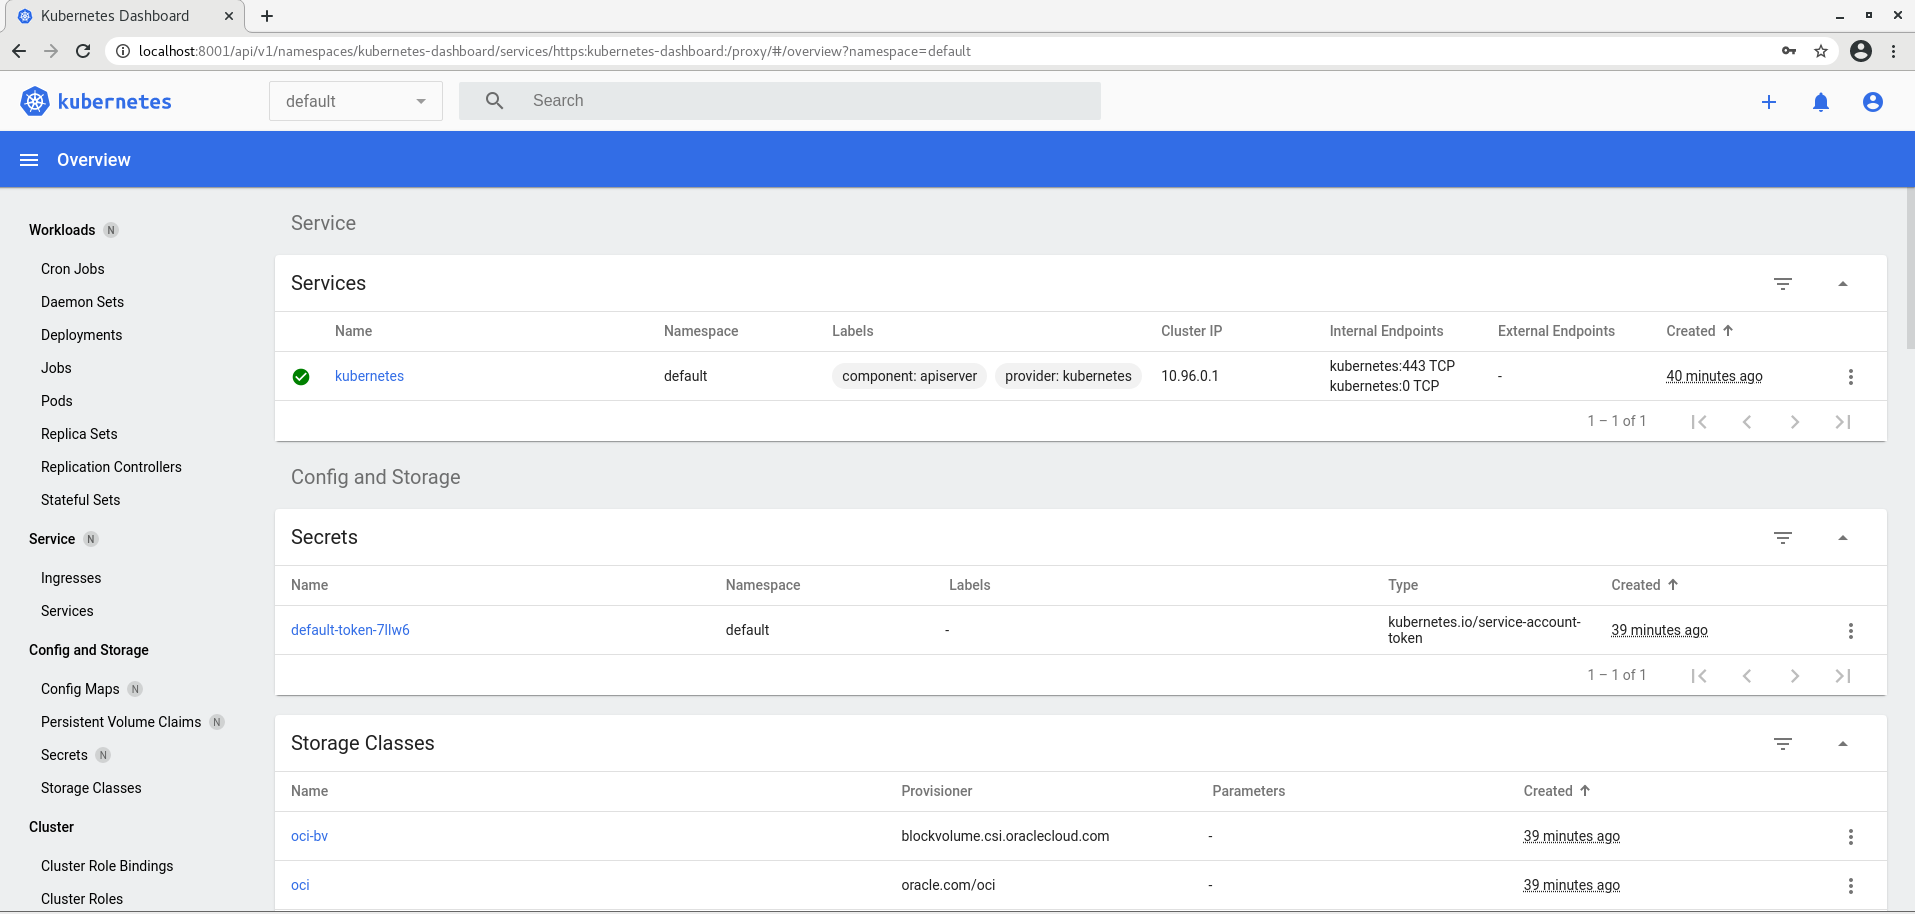 Kubernetes Dashboard
localhost:8001/api/v1/namespaces/kubernetes-dashboard/services/https:kubernetes-dashboard:/proxy/#/overview?namespace=default
kubernetes
default
Search
Overview
Workloads N
Cron Jobs
Daemon Sets
Deployments
Jobs
Pods
Replica Sets
Replication Controllers
Stateful Sets
Service N
Ingresses
Services
Config and Storage
Config Maps N
Persistent Volume Claims N
Secrets N
Storage Classes
Cluster
Cluster Role Bindings
Cluster Roles
Service
Services
Name Namespace Labels Cluster IP Internal Endpoints External Endpoints Created
kubernetes default component: apiserver provider: kubernetes 10.96.0.1 kubernetes:443 TCP - 40 minutes ago
kubernetes:0 TCP
1 – 1 of 1
Config and Storage
Secrets
Name Namespace Labels Type Created
default-token-7llw6 default - kubernetes.io/service-account- 39 minutes ago
token
1 – 1 of 1
Storage Classes
Name Provisioner Parameters Created
oci-bv blockvolume.csi.oraclecloud.com - 39 minutes ago
oci oracle.com/oci - 39 minutes ago